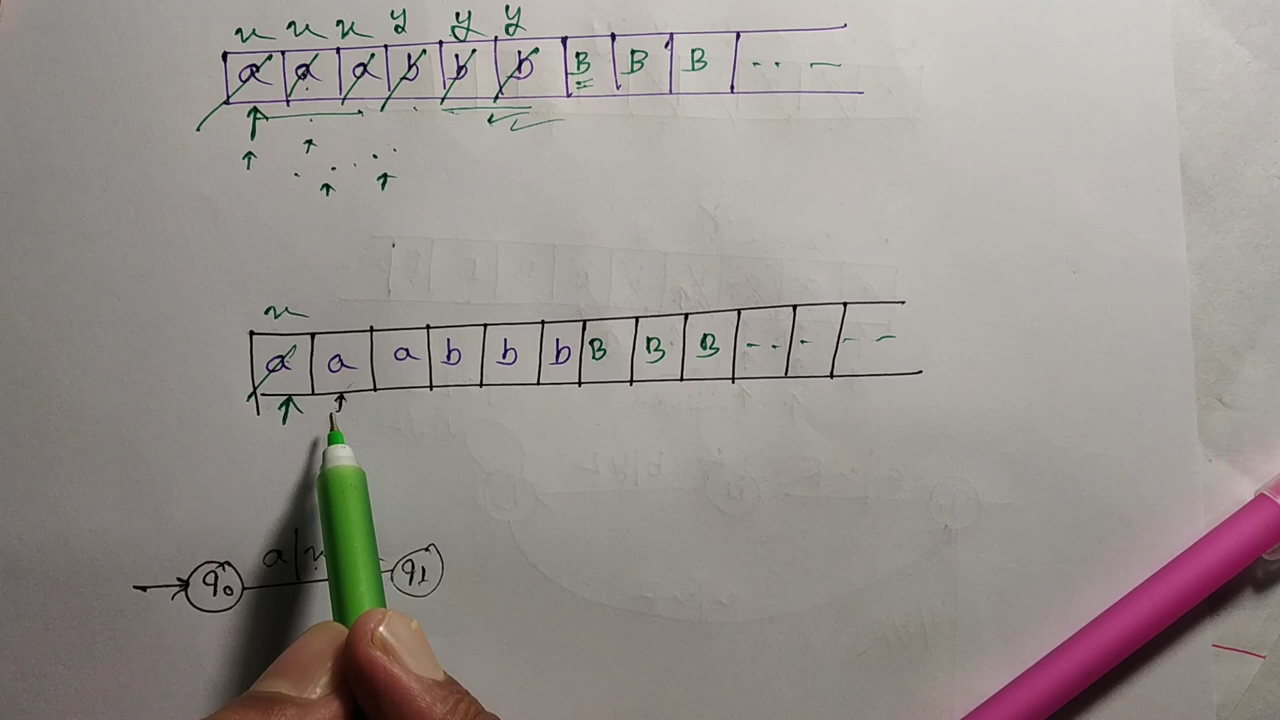 x x x y y y
a a a b b b B B B .. —
x
a a a b b b B B B -.. - - -
a|x
q0 q1